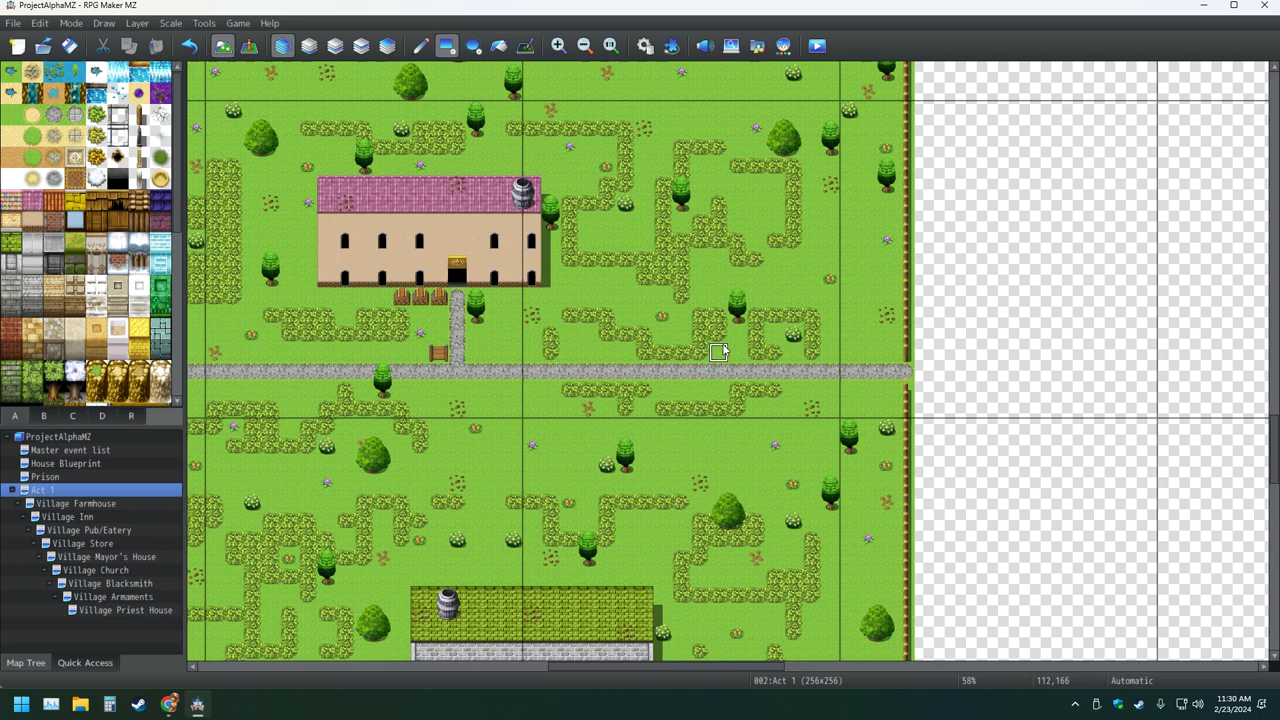 ProjectAlphaMZ - RPG Maker MZ
File Edit Mode Draw Layer Scale Tools Game Help
A B C D R
ProjectAlphaMZ
Master event list
House Blueprint
Prison
Act 1
Village Farmhouse
Village Inn
Village Pub/Eatery
Village Store
Village Mayor's House
Village Church
Village Blacksmith
Village Armaments
Village Priest House
Map Tree Quick Access
002:Act 1 (256x256) 58% 112,166 Automatic
11:30 AM
2/23/2024